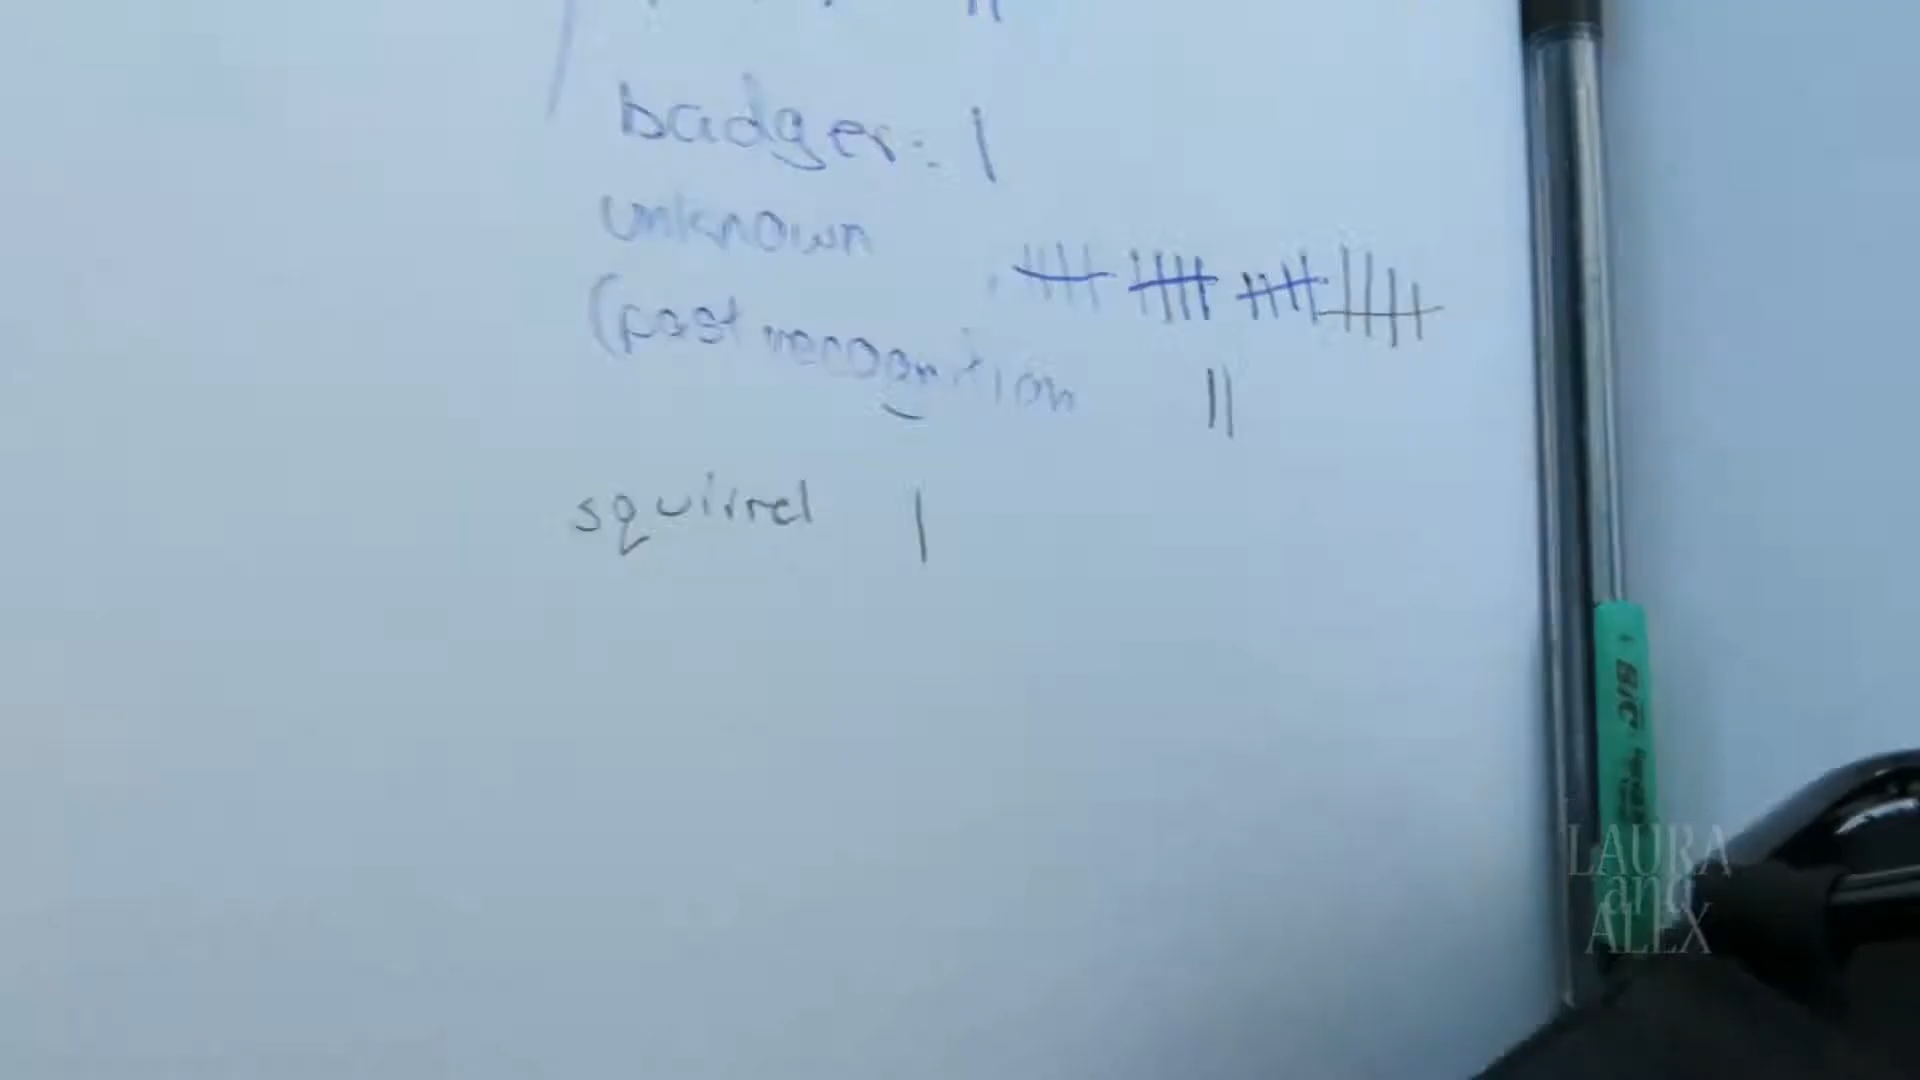 badger: |
unknown
(past recognition
squirrel |
BIC
LAURA
and
ALEX